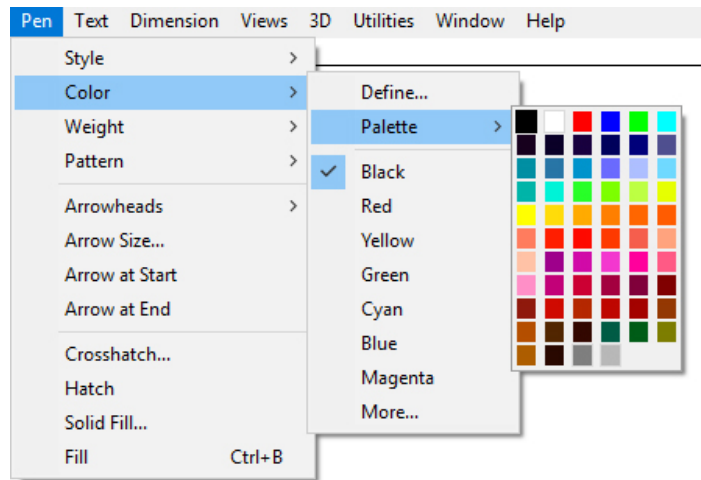 Pen Text Dimension Views 3D Utilities Window Help
Style
Color
Weight
Pattern
Arrowheads
Arrow Size...
Arrow at Start
Arrow at End
Crosshatch...
Hatch
Solid Fill...
Fill Ctrl+B
Define...
Palette
Black
Red
Yellow
Green
Cyan
Blue
Magenta
More...